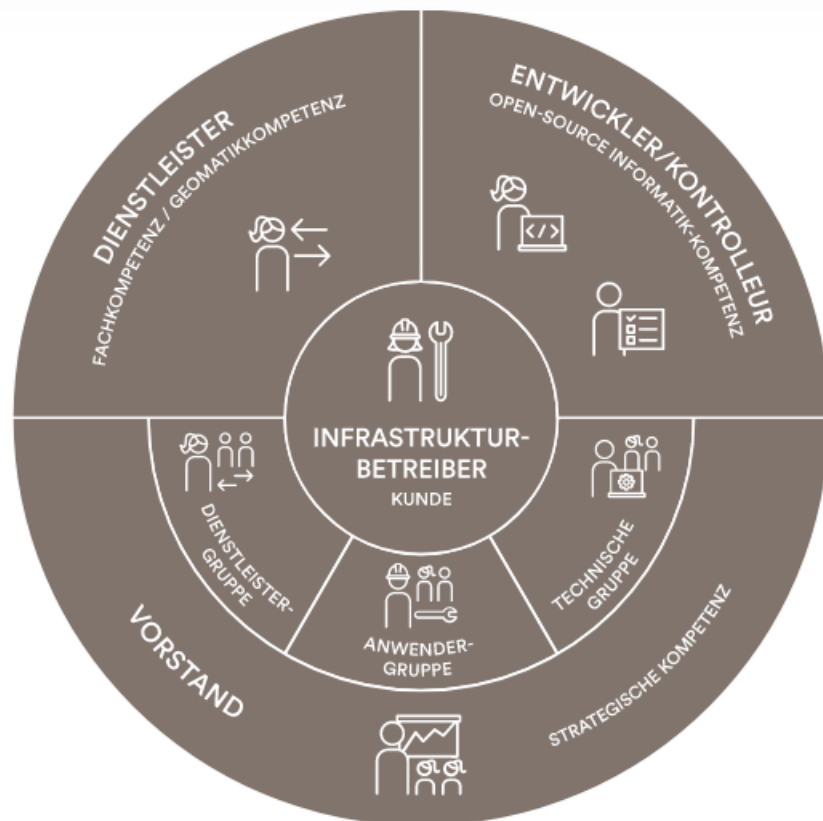 DIENSTLEISTER
FACHKOMPETENZ / GEOMATIKKOMPETENZ
ENTWICKLER/KONTROLLEUR
OPEN-SOURCE INFORMATIK-KOMPETENZ
</>
INFRASTRUKTUR-
BETREIBER
KUNDE
DIENSTLEISTER-
GRUPPE
ANWENDER-
GRUPPE
TECHNISCHE
GRUPPE
VORSTAND
STRATEGISCHE KOMPETENZ